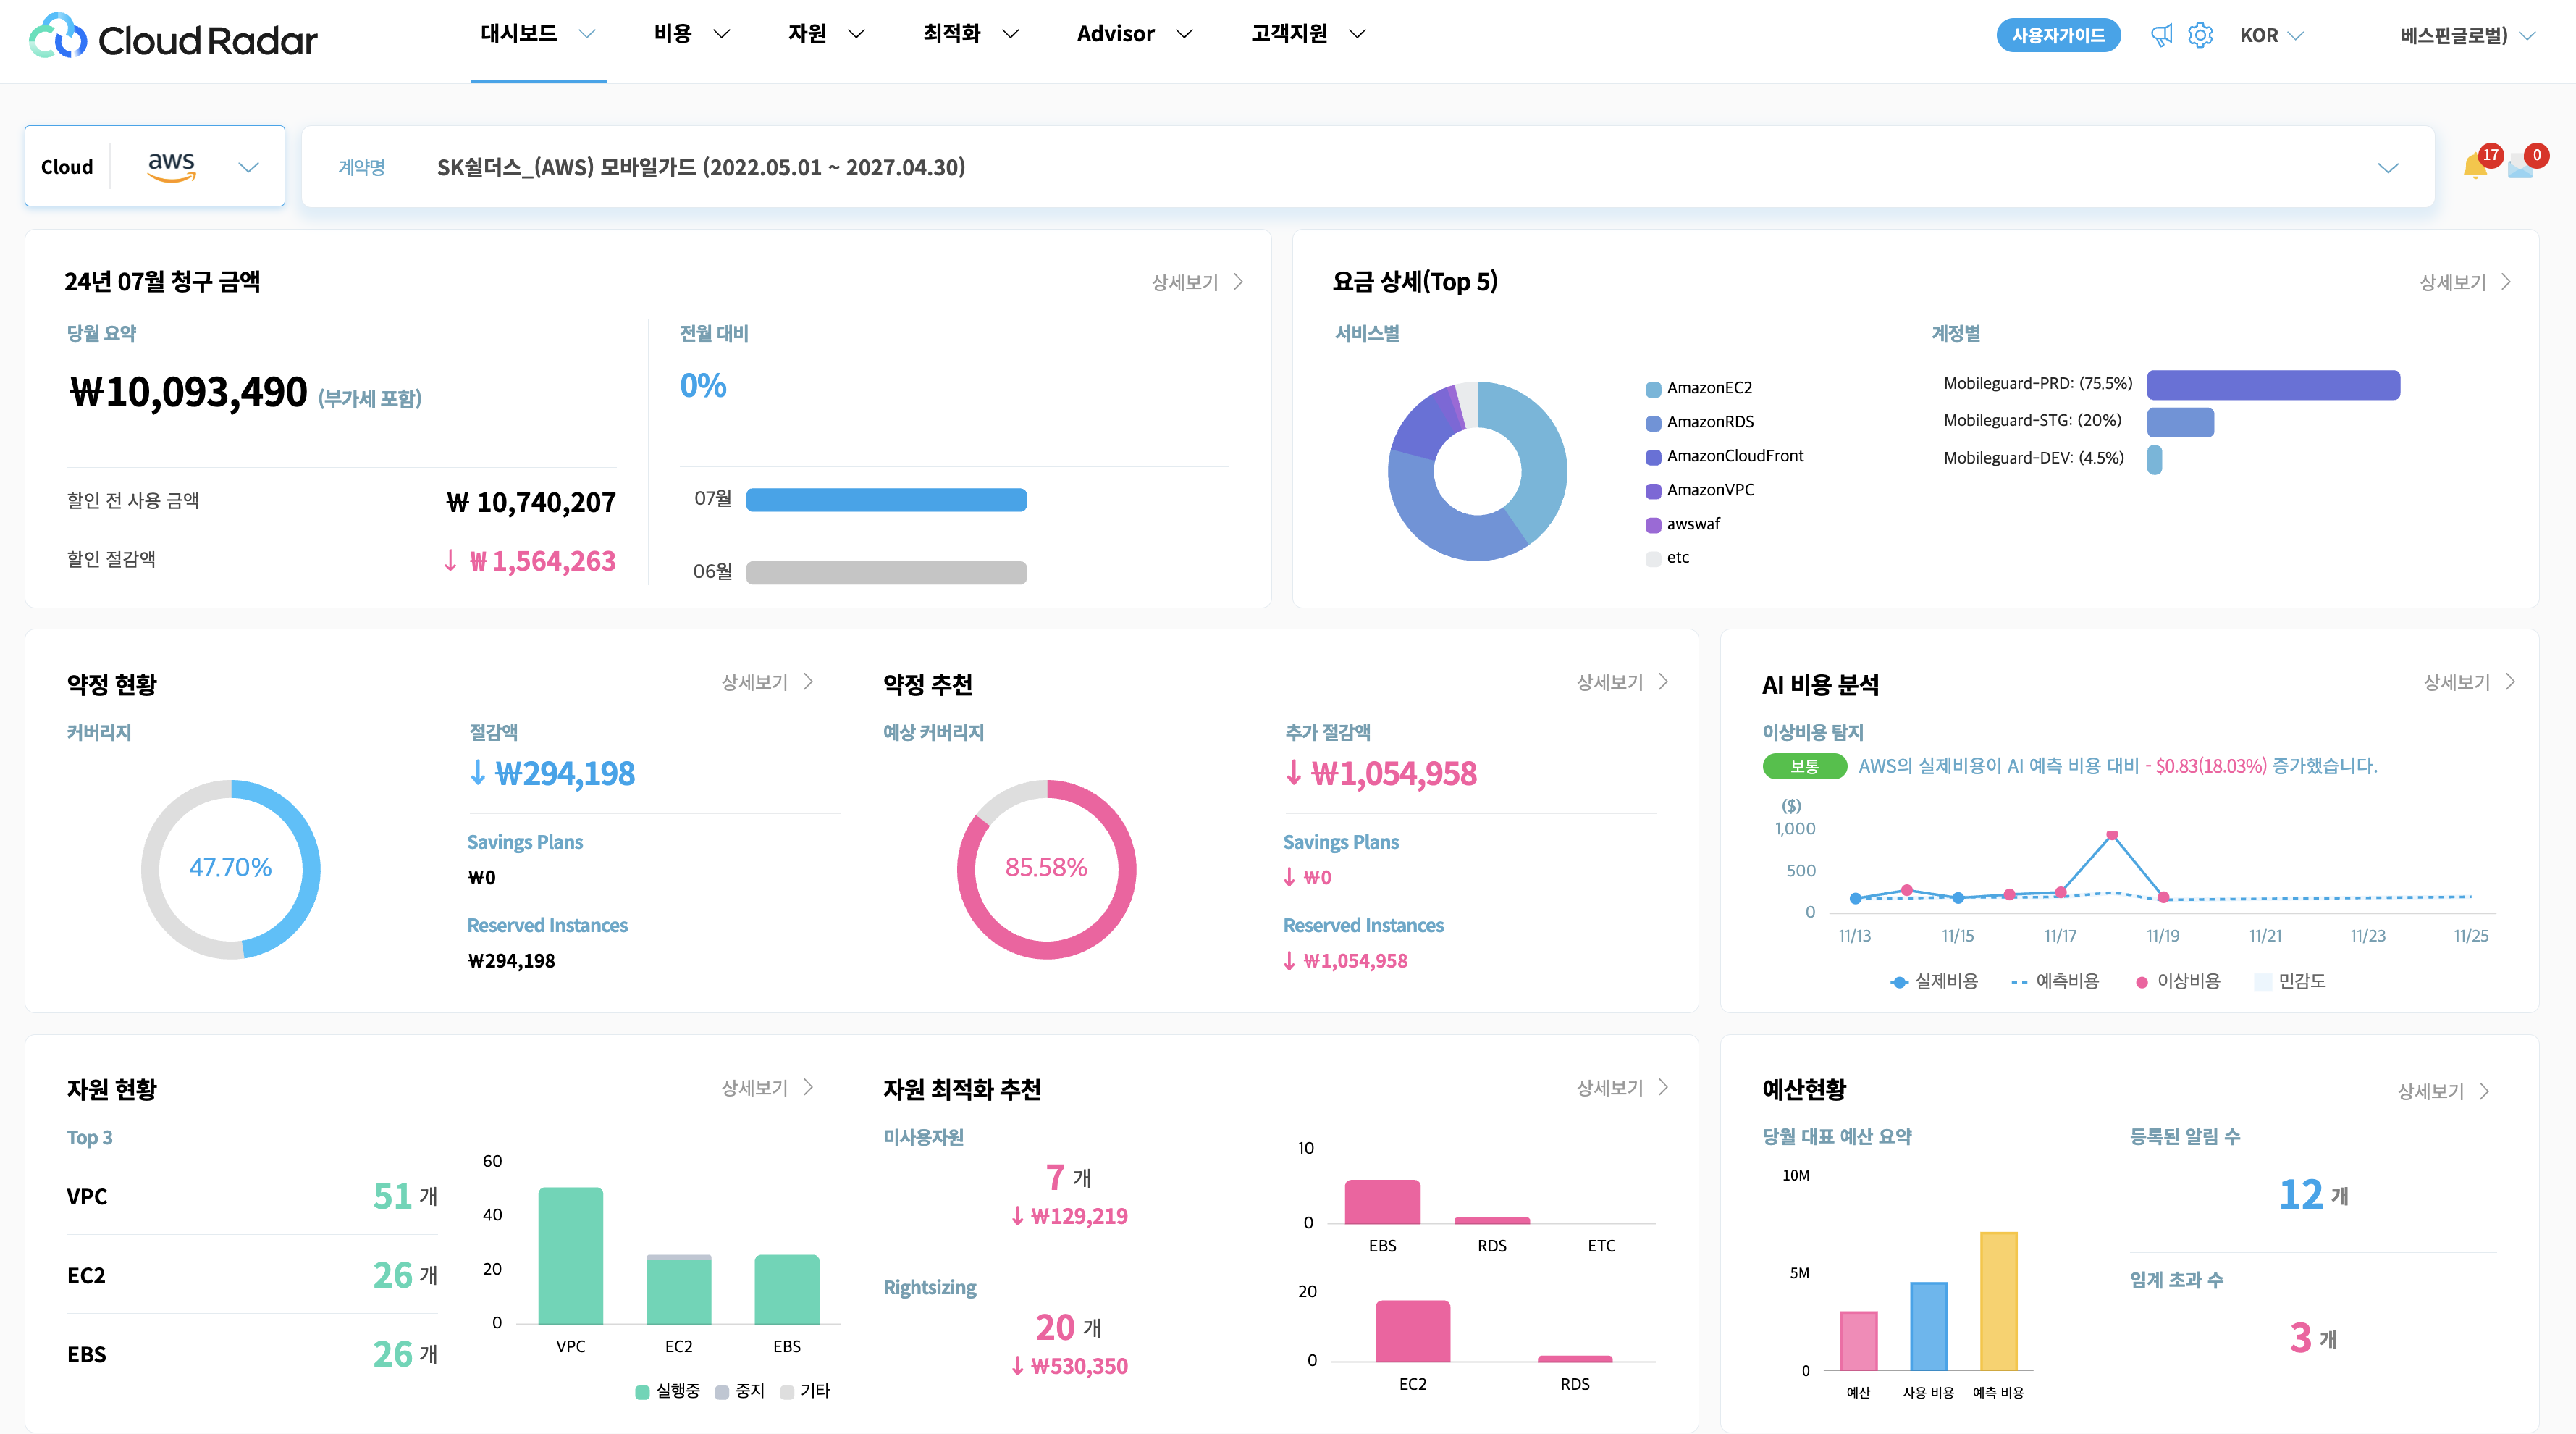 Cloud Radar
대시보드
비용
자원
최적화
Advisor
고객지원
사용자가이드
KOR
베스핀글로벌)
Cloud
aws
계약명
SK쉴더스_(AWS) 모바일가드 (2022.05.01 ~ 2027.04.30)
17
0
24년 07월 청구 금액
상세보기
당월 요약
₩10,093,490 (부가세 포함)
할인 전 사용 금액
₩ 10,740,207
할인 절감액
↓ ₩ 1,564,263
전월 대비
0%
07월
06월
요금 상세(Top 5)
상세보기
서비스별
AmazonEC2
AmazonRDS
AmazonCloudFront
AmazonVPC
awswaf
etc
계정별
Mobileguard-PRD: (75.5%)
Mobileguard-STG: (20%)
Mobileguard-DEV: (4.5%)
약정 현황
상세보기
커버리지
47.70%
절감액
↓ ₩294,198
Savings Plans
₩0
Reserved Instances
₩294,198
약정 추천
상세보기
예상 커버리지
85.58%
추가 절감액
↓ ₩1,054,958
Savings Plans
↓ ₩0
Reserved Instances
↓ ₩1,054,958
AI 비용 분석
상세보기
이상비용 탐지
보통
AWS의 실제비용이 AI 예측 비용 대비 - $0.83(18.03%) 증가했습니다.
($)
1,000
500
0
11/13
11/15
11/17
11/19
11/21
11/23
11/25
실제비용
예측비용
이상비용
민감도
자원 현황
상세보기
Top 3
VPC
51 개
EC2
26 개
EBS
26 개
60
40
20
0
VPC
EC2
EBS
실행중
중지
기타
자원 최적화 추천
상세보기
미사용자원
7 개
↓ ₩129,219
Rightsizing
20 개
↓ ₩530,350
10
0
EBS
RDS
ETC
20
0
EC2
RDS
예산현황
상세보기
당월 대표 예산 요약
10M
5M
0
예산
사용 비용
예측 비용
등록된 알림 수
12 개
임계 초과 수
3 개